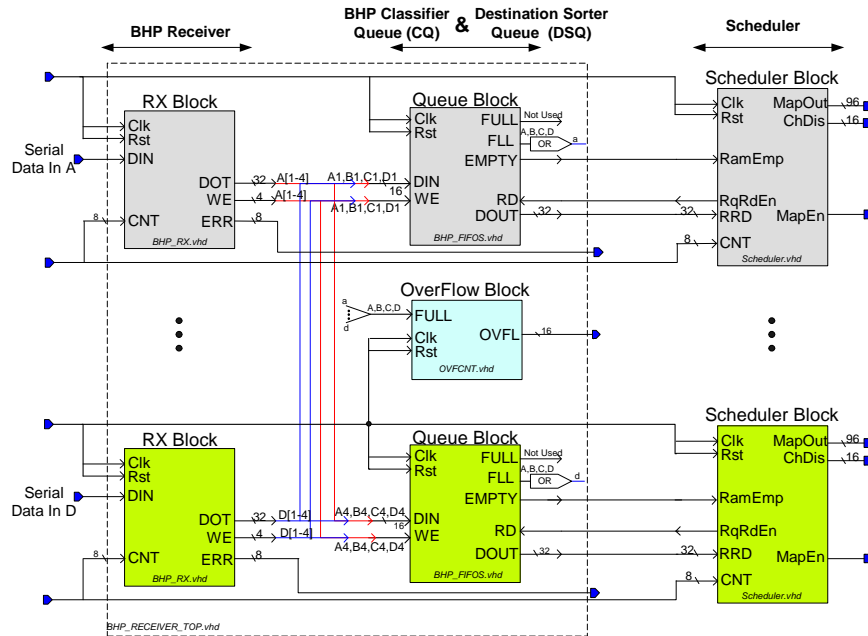 BHP Receiver
BHP Classifier
Queue (CQ)
&
Destination Sorter
Queue (DSQ)
Scheduler
RX Block
Clk
Rst
DIN
DOT
WE
CNT
ERR
BHP_RX.vhd
Serial
Data In A
8
32
4
8
A[1-4]
A[1-4]
A1,B1,C1,D1
16
A1,B1,C1,D1
Queue Block
Clk
Rst
FULL
FLL
EMPTY
DIN
WE
RD
DOUT
BHP_FIFOS.vhd
Not Used
A,B,C,D
OR
a
32
32
8
Scheduler Block
Clk
Rst
MapOut
ChDis
RamEmp
RqRdEn
RRD
MapEn
CNT
Scheduler.vhd
96
16
OverFlow Block
a
d
A,B,C,D
FULL
Clk
Rst
OVFL
16
OVFCNT.vhd
RX Block
Clk
Rst
DIN
DOT
WE
CNT
ERR
BHP_RX.vhd
Serial
Data In D
8
32
4
8
D[1-4]
D[1-4]
A4,B4,C4,D4
16
A4,B4,C4,D4
Queue Block
Clk
Rst
FULL
FLL
EMPTY
DIN
WE
RD
DOUT
BHP_FIFOS.vhd
Not Used
A,B,C,D
OR
d
32
32
8
Scheduler Block
Clk
Rst
MapOut
ChDis
RamEmp
RqRdEn
RRD
MapEn
CNT
Scheduler.vhd
96
16
BHP_RECEIVER_TOP.vhd